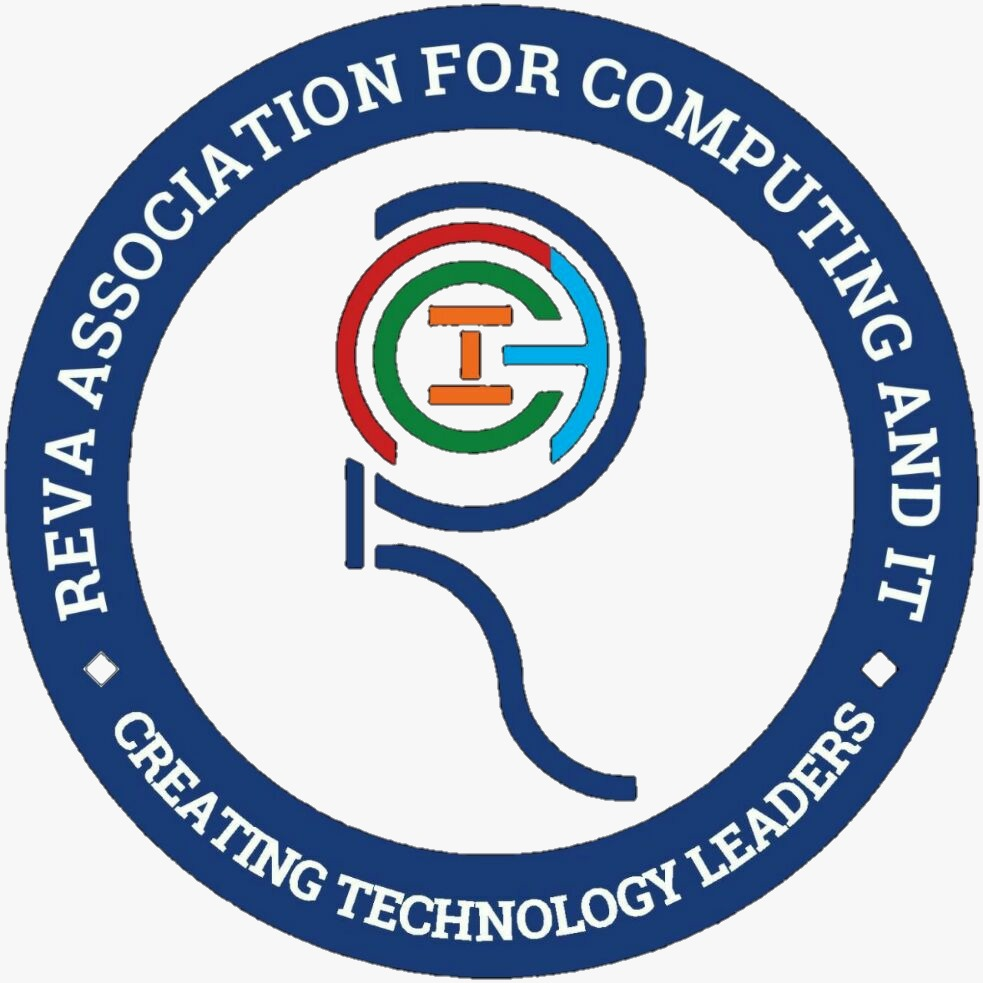 REVA ASSOCIATION FOR COMPUTING AND IT
CREATING TECHNOLOGY LEADERS